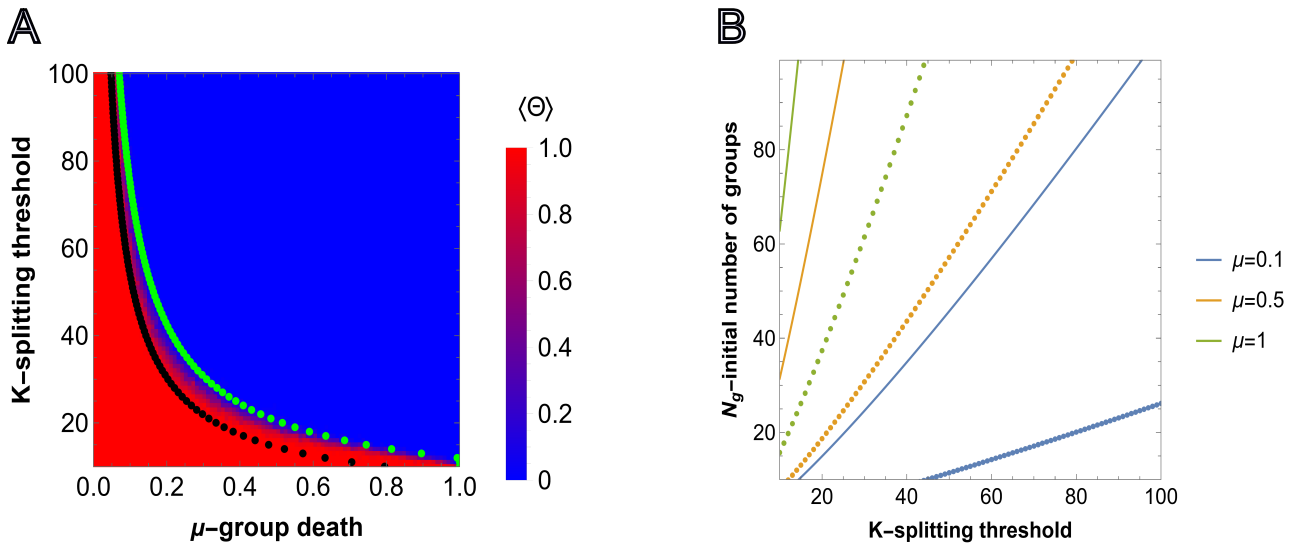 A
100
80
60
40
20
0.0 0.2 0.4 0.6 0.8 1.0
K-splitting threshold
μ-group death
⟨Θ⟩
1.0
0.8
0.6
0.4
0.2
0
B
80
60
40
20
20 40 60 80 100
Ng-initial number of groups
K-splitting threshold
μ=0.1
μ=0.5
μ=1